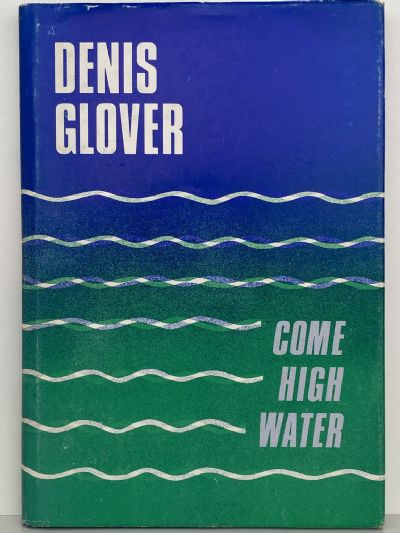 DENIS
GLOVER
COME
HIGH
WATER